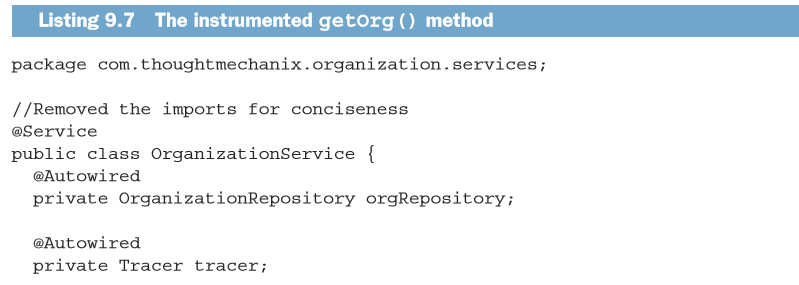 Listing 9.7 The instrumented getOrg() method
package com.thoughtmechanix.organization.services;
//Removed the imports for conciseness
@Service
public class OrganizationService {
@Autowired
private OrganizationRepository orgRepository;
@Autowired
private Tracer tracer;